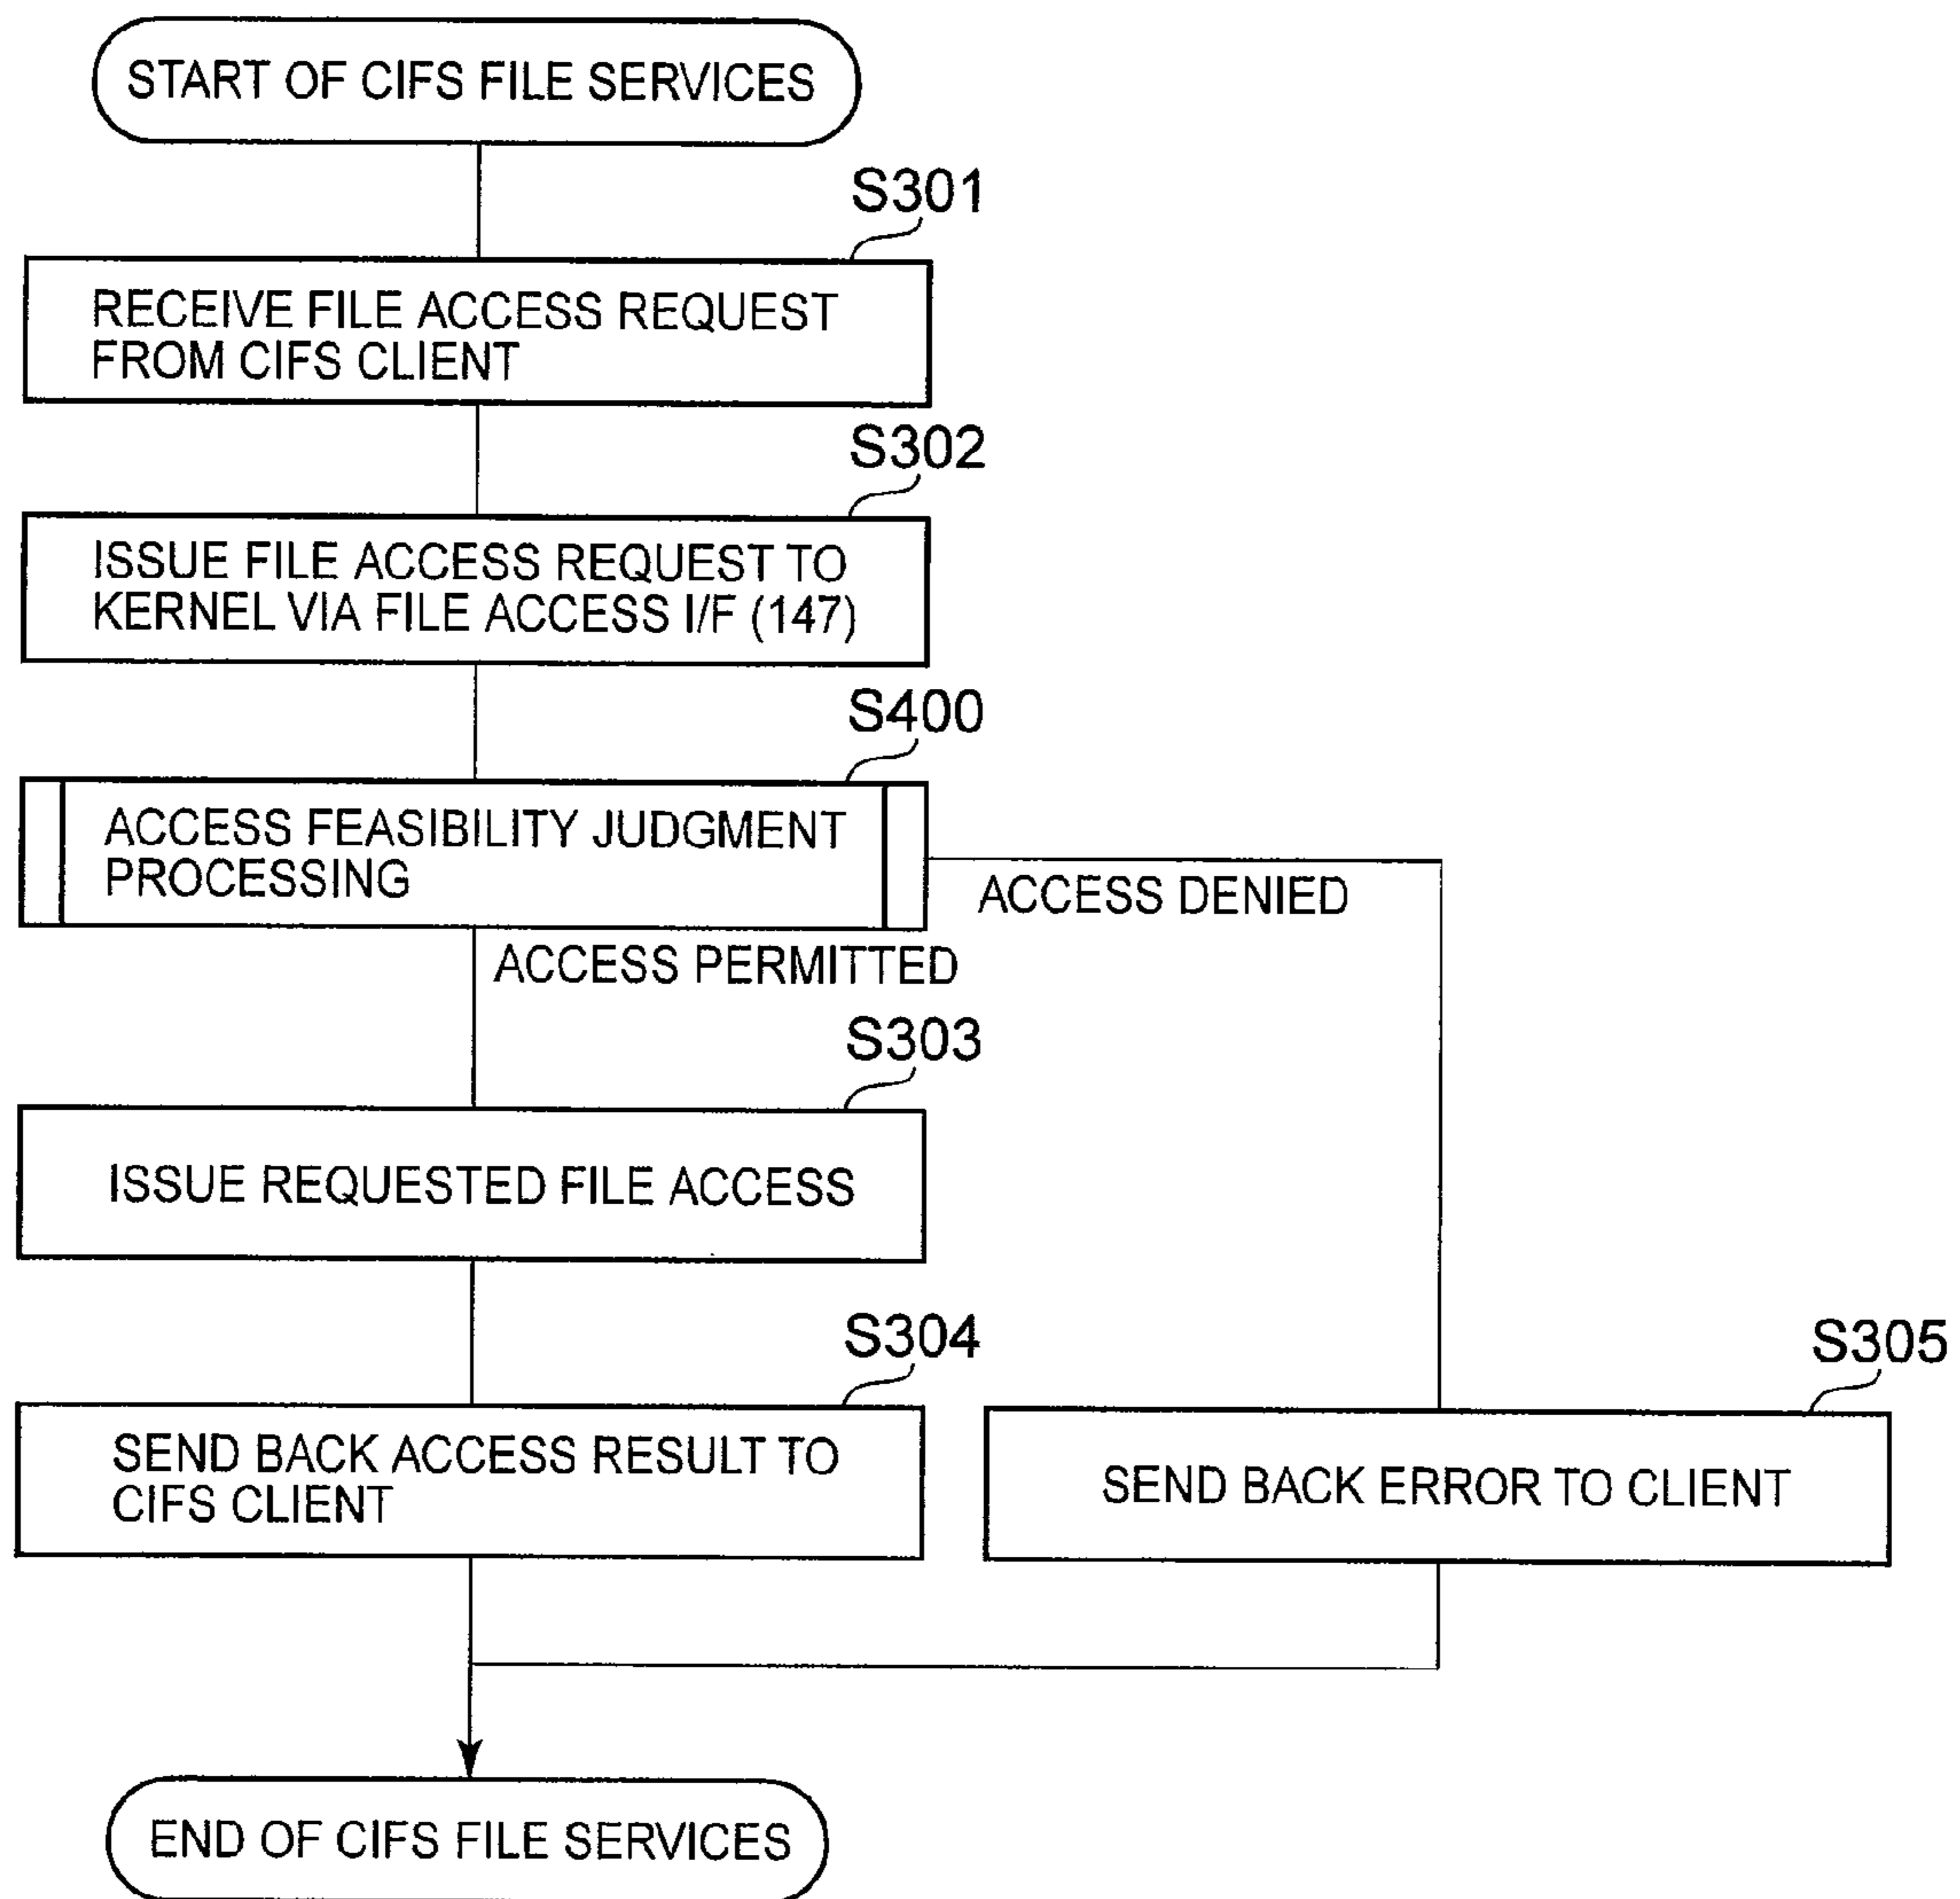 START OF CIFS FILE SERVICES
S301
RECEIVE FILE ACCESS REQUEST
FROM CIFS CLIENT
S302
ISSUE FILE ACCESS REQUEST TO
KERNEL VIA FILE ACCESS I/F (147)
S400
ACCESS FEASIBILITY JUDGMENT
PROCESSING
ACCESS DENIED
ACCESS PERMITTED
S303
ISSUE REQUESTED FILE ACCESS
S304
SEND BACK ACCESS RESULT TO
CIFS CLIENT
S305
SEND BACK ERROR TO CLIENT
END OF CIFS FILE SERVICES